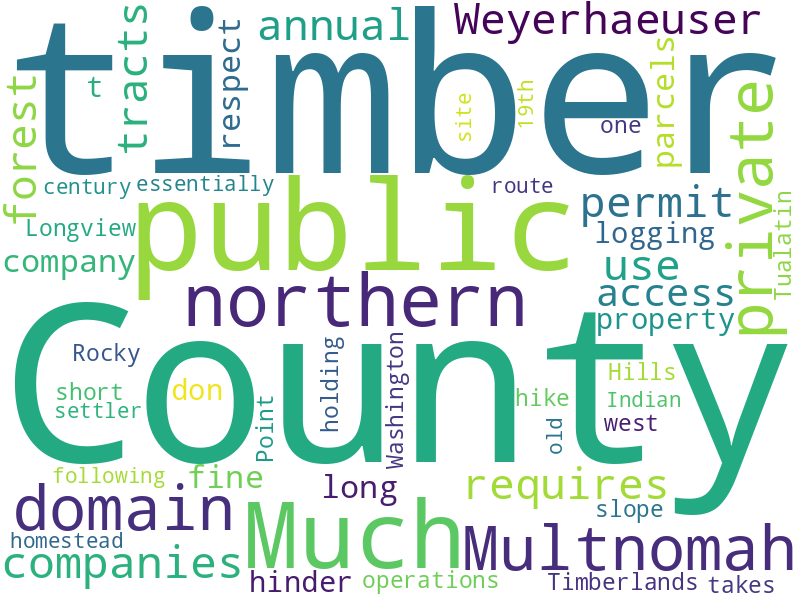 timber
County
public
northern
Much
Multnomah
domain
private
Weyerhaeuser
annual
tracts
respect
forest
t
site
19th
one
parcels
century
essentially
route
permit
Longview
logging
company
use
access
property
Tualatin
Rocky
don
holding
Washington
short
settler
Point
hike
Hills
Indian
old
west
following
fine
long
requires
slope
homestead
companies
hinder
operations
Timberlands
takes